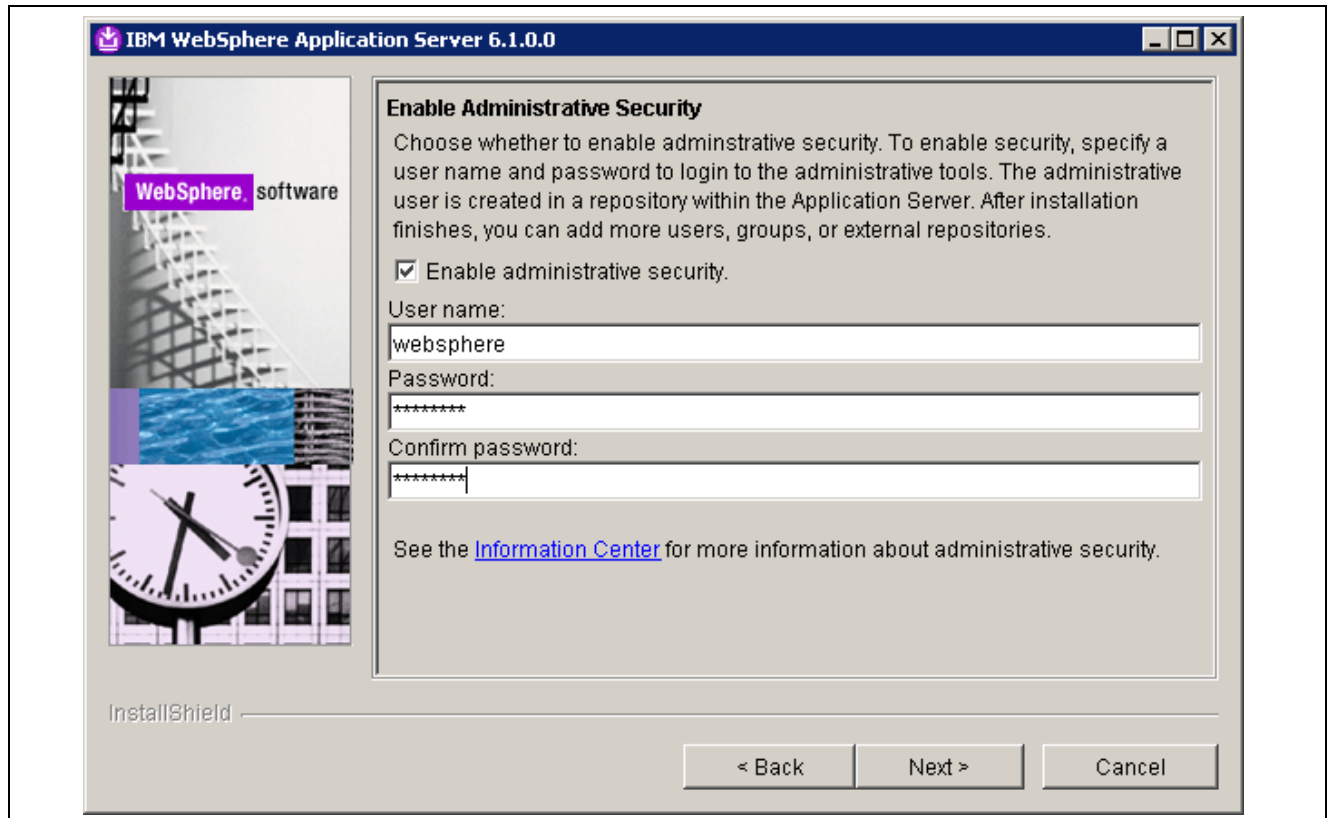 IBM WebSphere Application Server 6.1.0.0
WebSphere. software
Enable Administrative Security
Choose whether to enable adminstrative security. To enable security, specify a
user name and password to login to the administrative tools. The administrative
user is created in a repository within the Application Server. After installation
finishes, you can add more users, groups, or external repositories.
Enable administrative security.
User name:
websphere
Password:
********
Confirm password:
********
See the Information Center for more information about administrative security.
InstallShield
< Back
Next >
Cancel